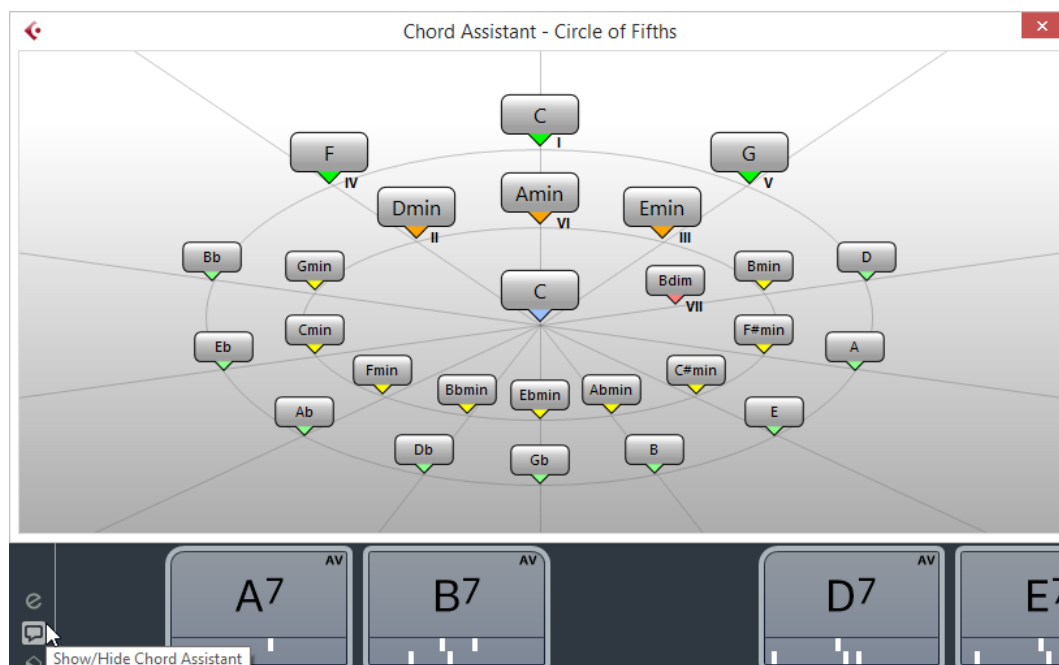 Chord Assistant - Circle of Fifths
C
I
F
IV
G
V
Amin
VI
Dmin
II
Emin
III
Bb
Gmin
Bdim
VII
Bmin
D
C
Eb
Cmin
F#min
A
Fmin
Bbmin
Ebmin
Abmin
C#min
Ab
E
Db
Gb
B
AV
A7
AV
B7
AV
D7
E7
Show/Hide Chord Assistant